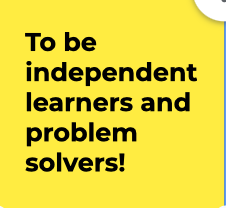 To be
independent
learners and
problem
solvers!